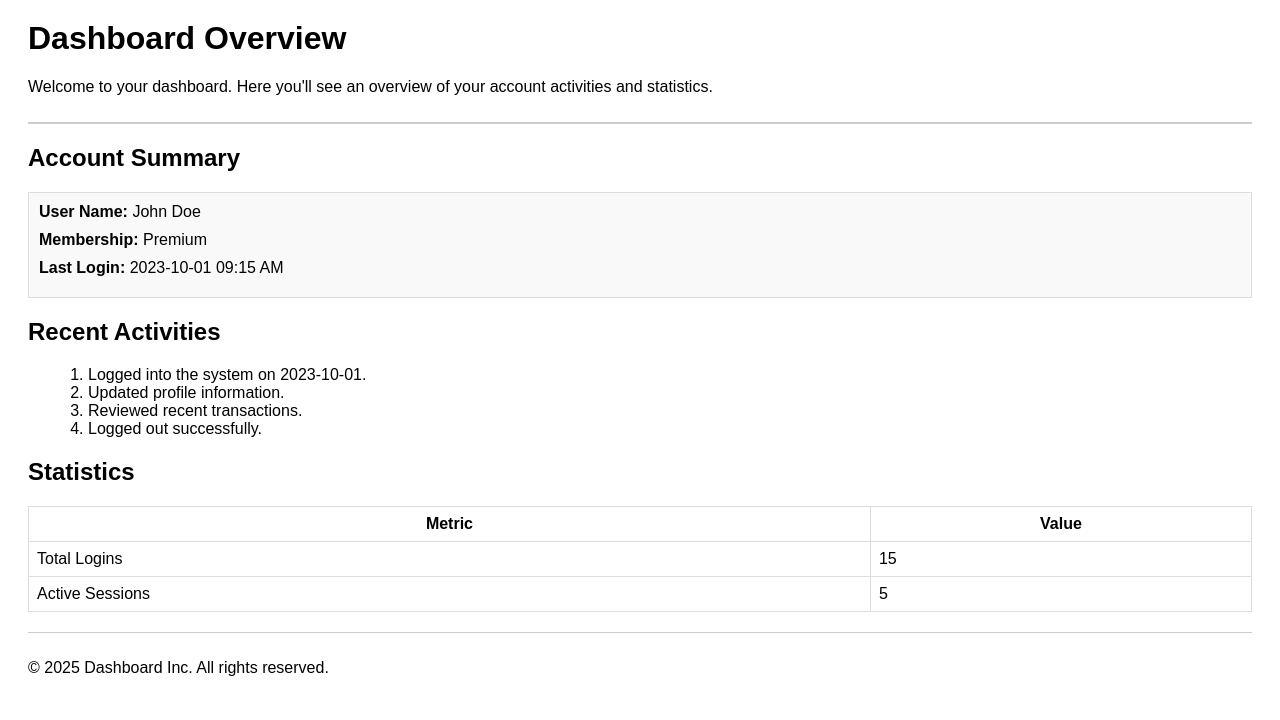 Dashboard Overview
Welcome to your dashboard. Here you'll see an overview of your account activities and statistics.
Account Summary
User Name: John Doe
Membership: Premium
Last Login: 2023-10-01 09:15 AM
Recent Activities
1. Logged into the system on 2023-10-01.
2. Updated profile information.
3. Reviewed recent transactions.
4. Logged out successfully.
Statistics
Metric Value
Total Logins 15
Active Sessions 5
© 2025 Dashboard Inc. All rights reserved.